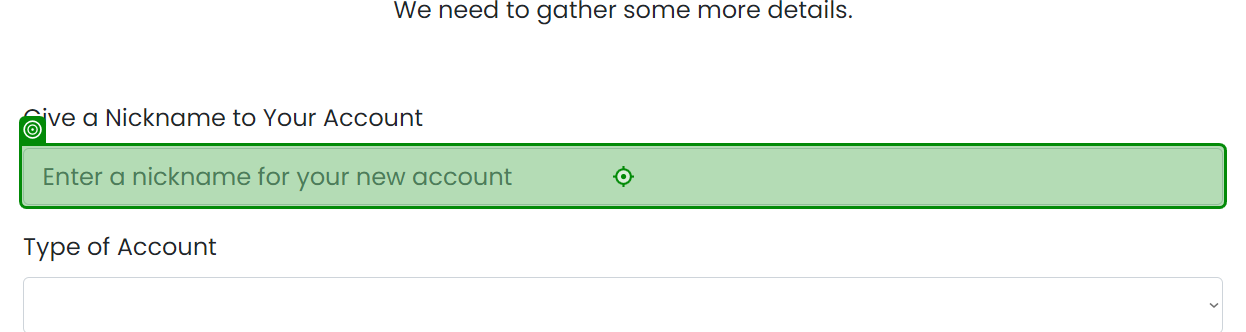 We need to gather some more details.
Give a Nickname to Your Account
Enter a nickname for your new account
Type of Account